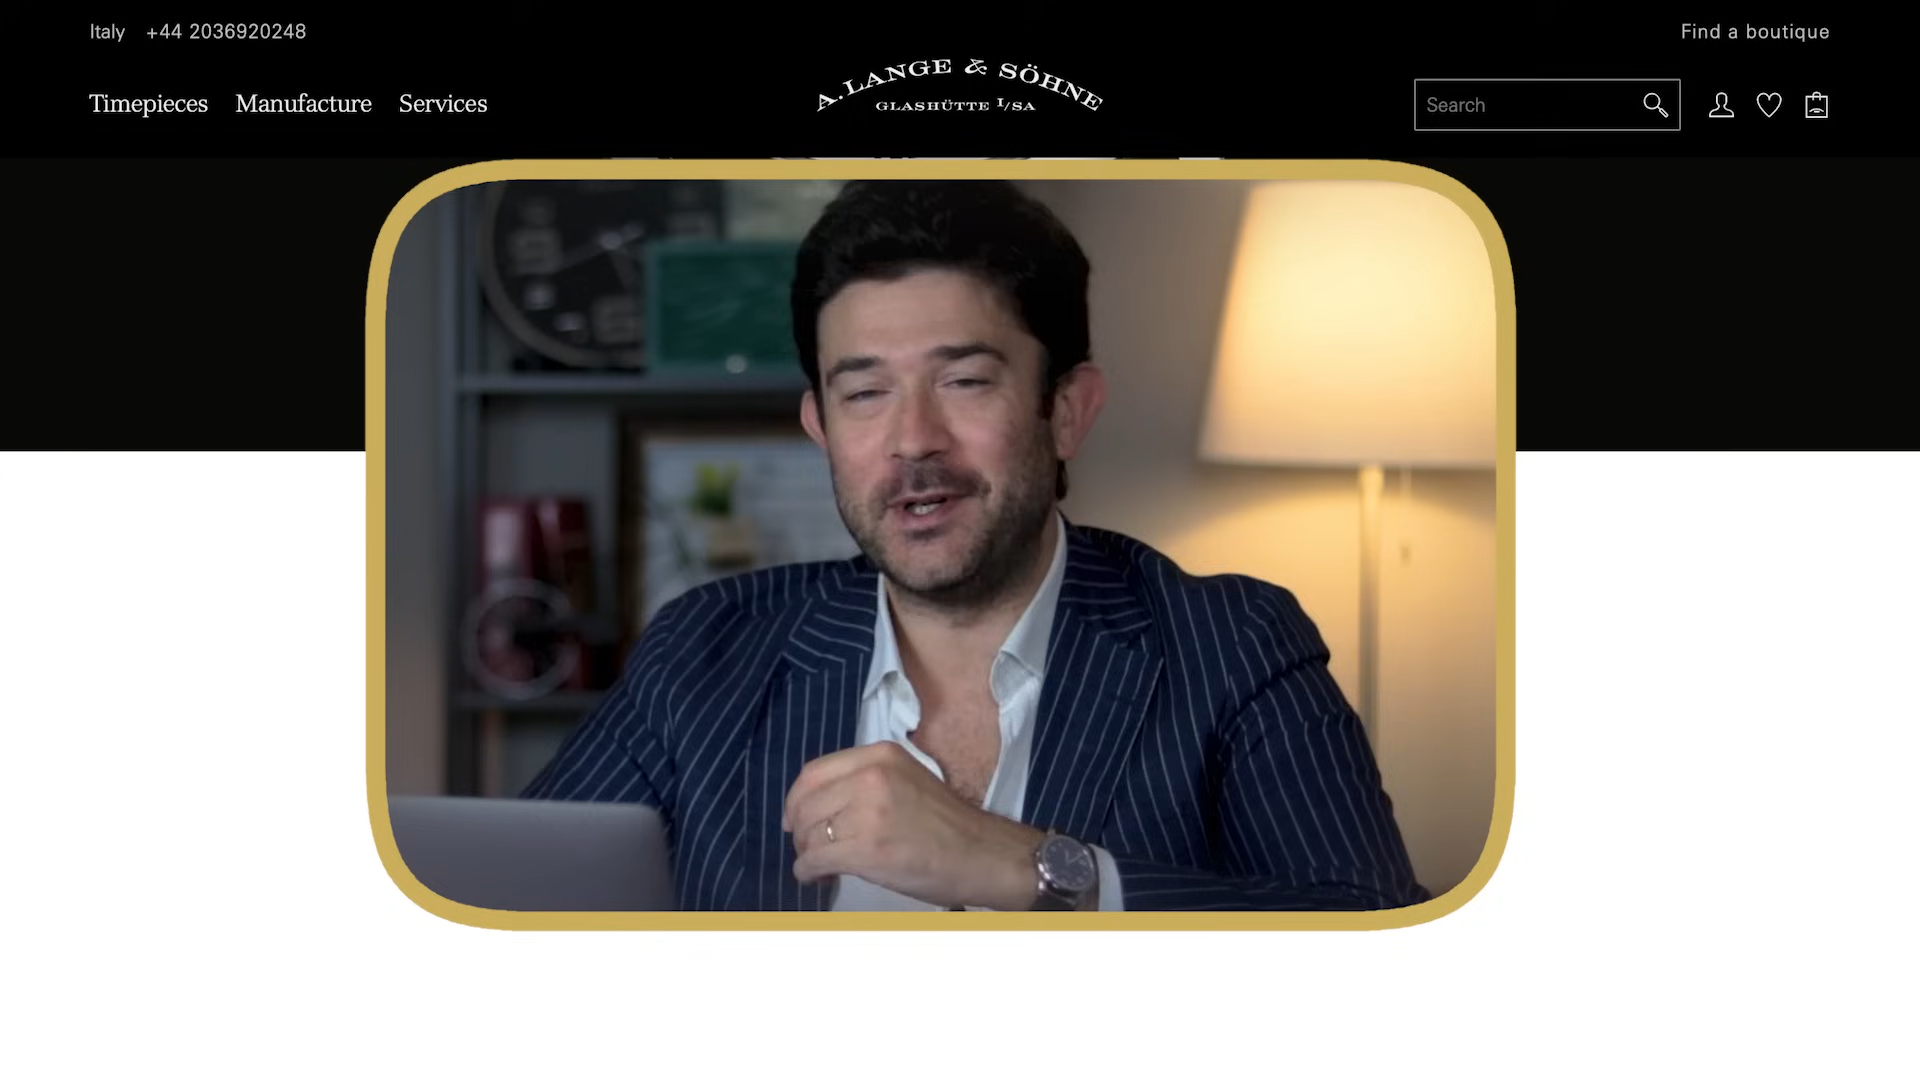 Italy +44 2036920248
Find a boutique
Timepieces Manufacture Services
A. LANGE & SÖHNE
GLASHÜTTE I/SA
Search